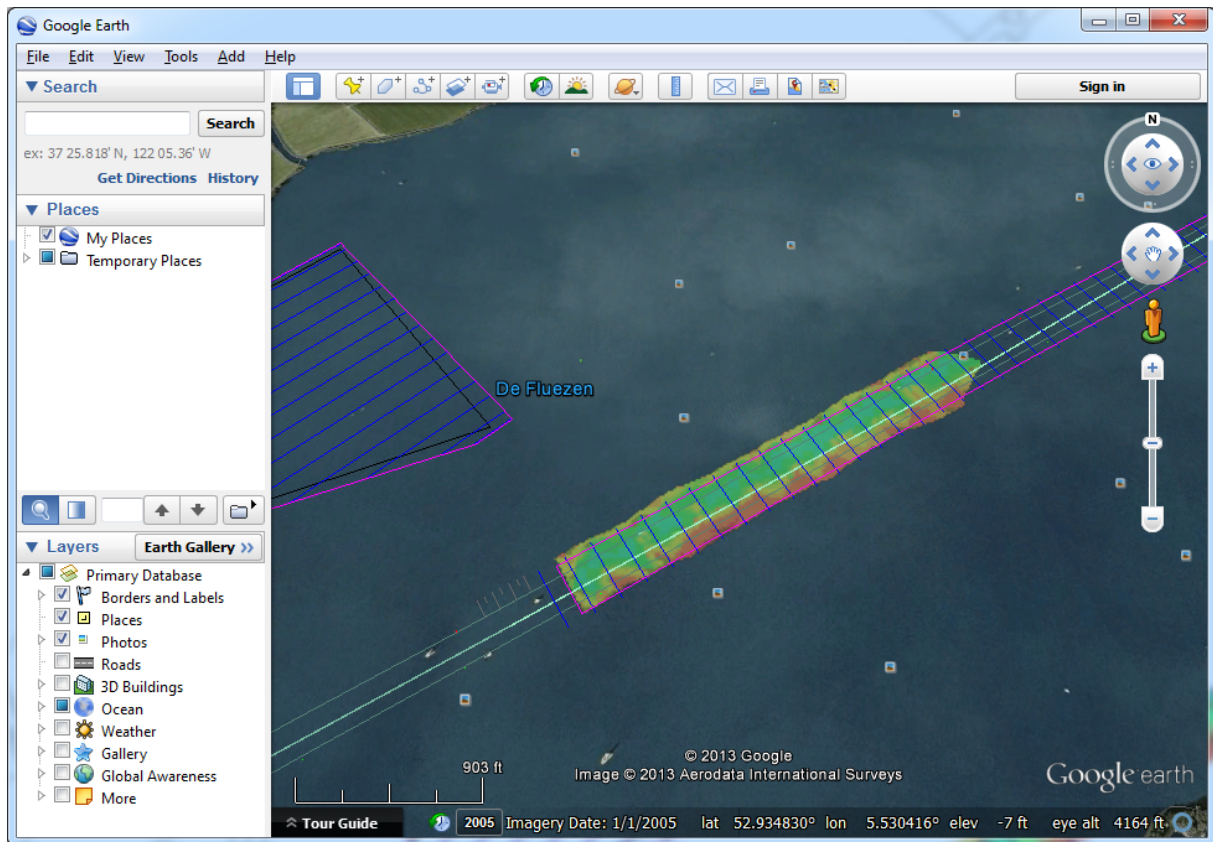 Google Earth
File Edit View Tools Add Help
Search
Sign in
Search
ex: 37 25.818' N, 122 05.36' W
Get Directions History
Places
My Places
Temporary Places
N
De Fluezen
Layers
Earth Gallery >>
Primary Database
Borders and Labels
Places
Photos
Roads
3D Buildings
Ocean
Weather
Gallery
Global Awareness
More
903 ft
© 2013 Google
Image © 2013 Aerodata International Surveys
Google earth
Tour Guide
2005 Imagery Date: 1/1/2005 lat 52.934830° lon 5.530416° elev -7 ft eye alt 4164 ft